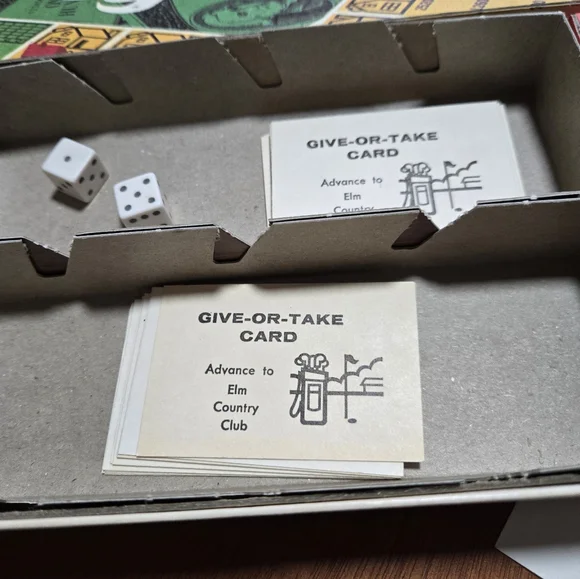 GIVE-OR-TAKE
CARD
Advance to
Elm
Country
GIVE-OR-TAKE
CARD
Advance to
Elm
Country
Club